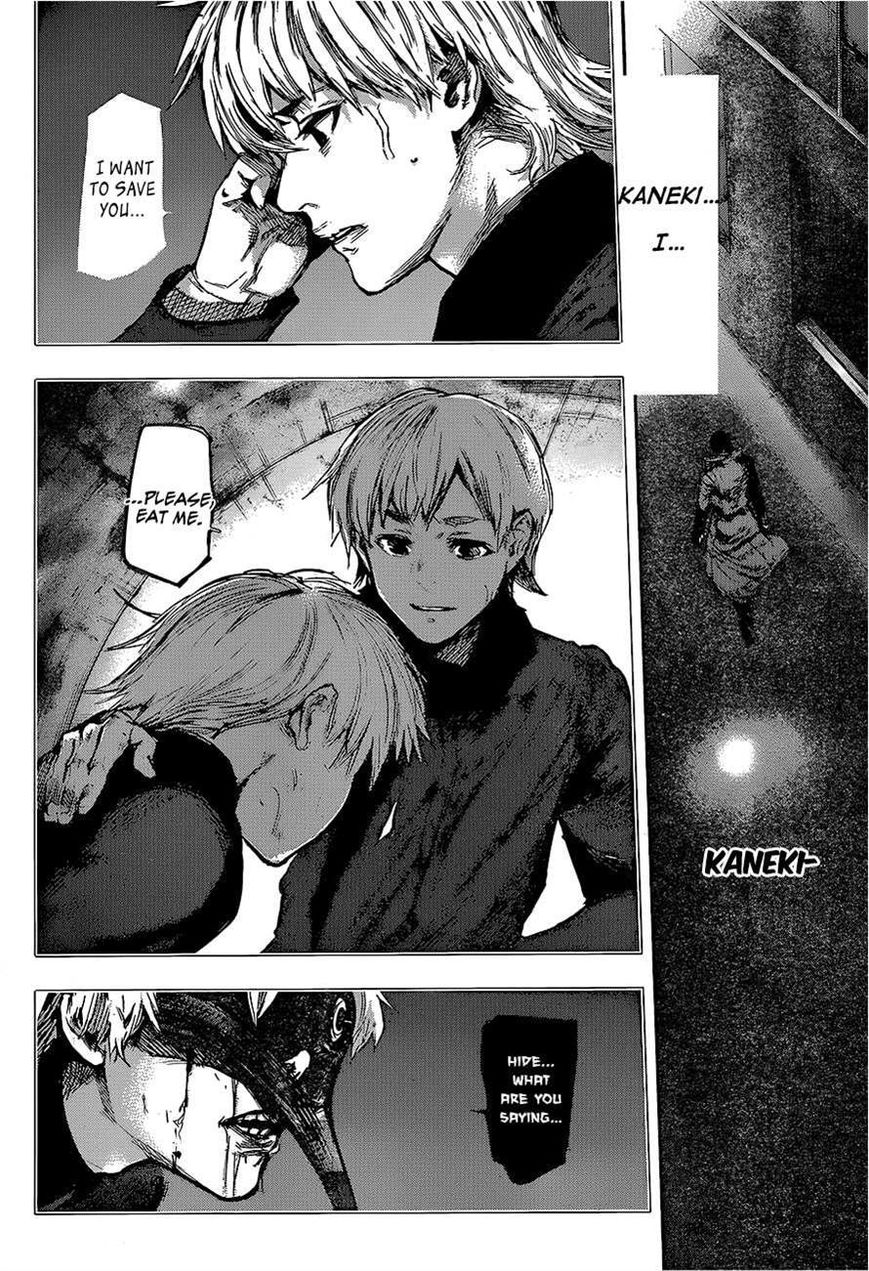 KANEKI...
I...
KANEKI-
I WANT
TO SAVE
YOU...
...PLEASE,
EAT ME.
HIDE...
WHAT
ARE YOU
SAYING...